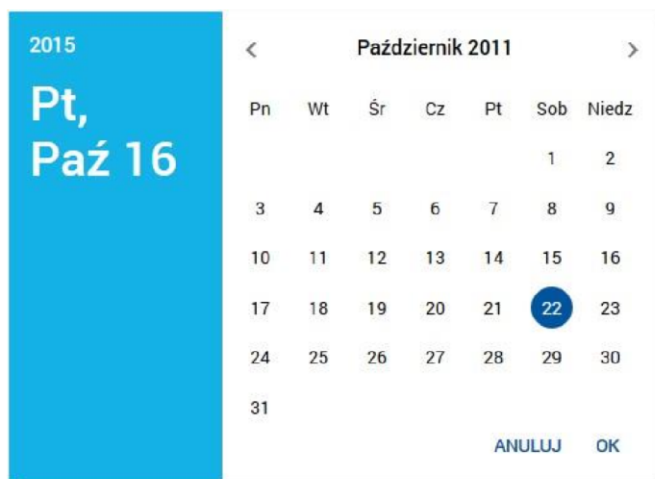 2015
Pt,
Paź 16
Październik 2011
Pn Wt Śr Cz Pt Sob Niedz
1 2
3 4 5 6 7 8 9
10 11 12 13 14 15 16
17 18 19 20 21 22 23
24 25 26 27 28 29 30
31
ANULUJ OK